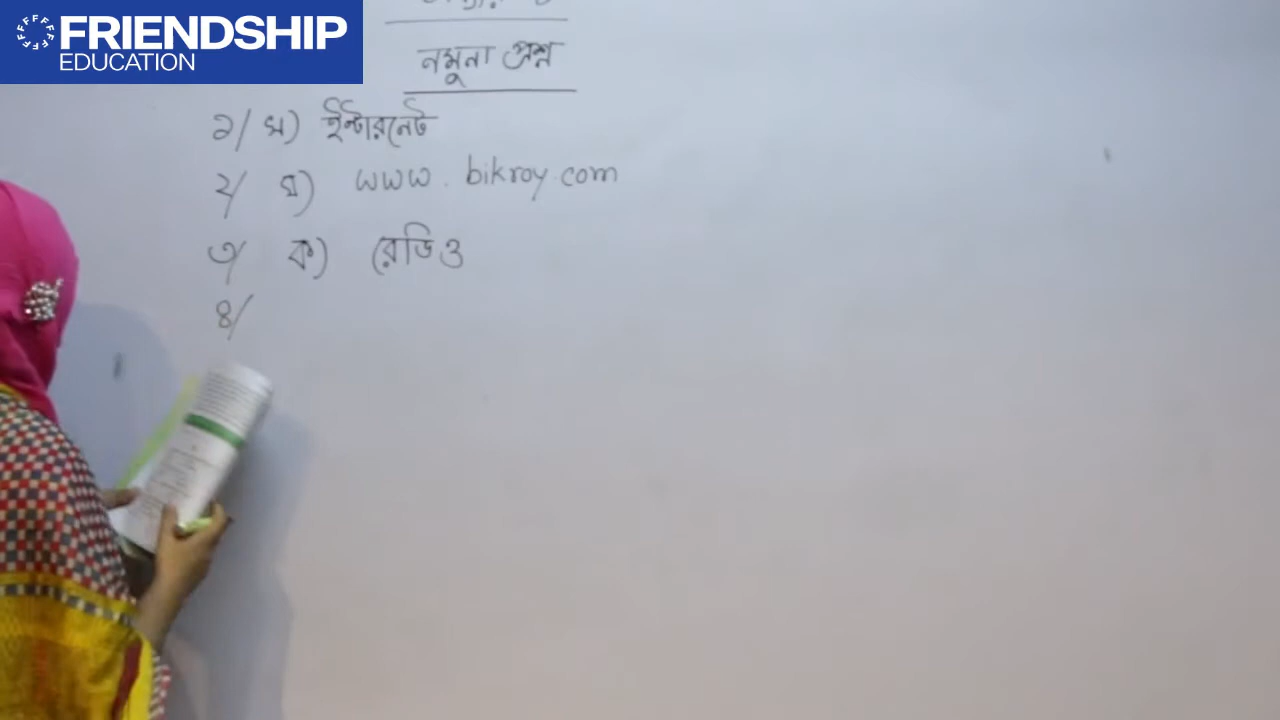 FRIENDSHIP
EDUCATION
নমুনা প্রশ্ন
১/ ঘ) ইন্টারনেট
২/ ঘ) www.bikroy.com
৩/ ক) রেডিও
৪/